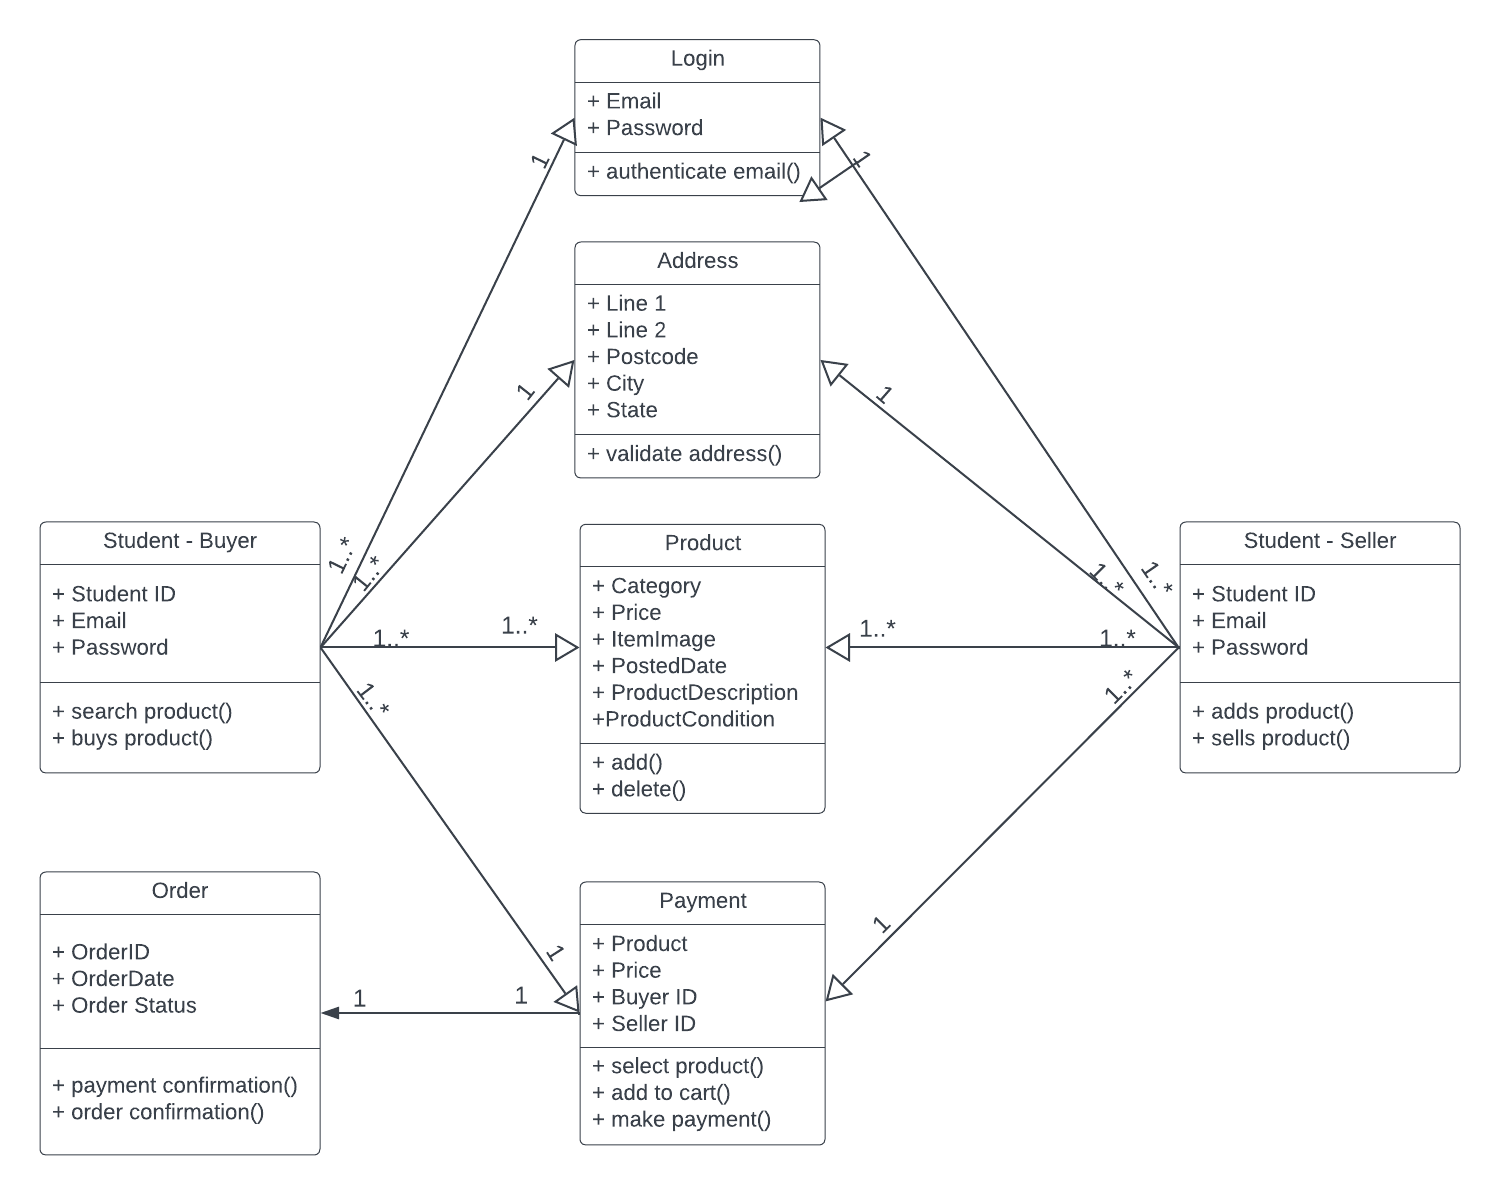 Login
+ Email
+ Password
+ authenticate email()
1
1
Address
+ Line 1
+ Line 2
+ Postcode
+ City
+ State
+ validate address()
1
1
Student - Buyer
+ Student ID
+ Email
+ Password
+ search product()
+ buys product()
1..*
1..*
1..*
1..*
1..*
Product
+ Category
+ Price
+ ItemImage
+ PostedDate
+ ProductDescription
+ProductCondition
+ add()
+ delete()
1..*
1..*
1..*
1..*
1..*
Student - Seller
+ Student ID
+ Email
+ Password
+ adds product()
+ sells product()
Order
+ OrderID
+ OrderDate
+ Order Status
+ payment confirmation()
+ order confirmation()
1
1
1
Payment
+ Product
+ Price
+ Buyer ID
+ Seller ID
+ select product()
+ add to cart()
+ make payment()
1